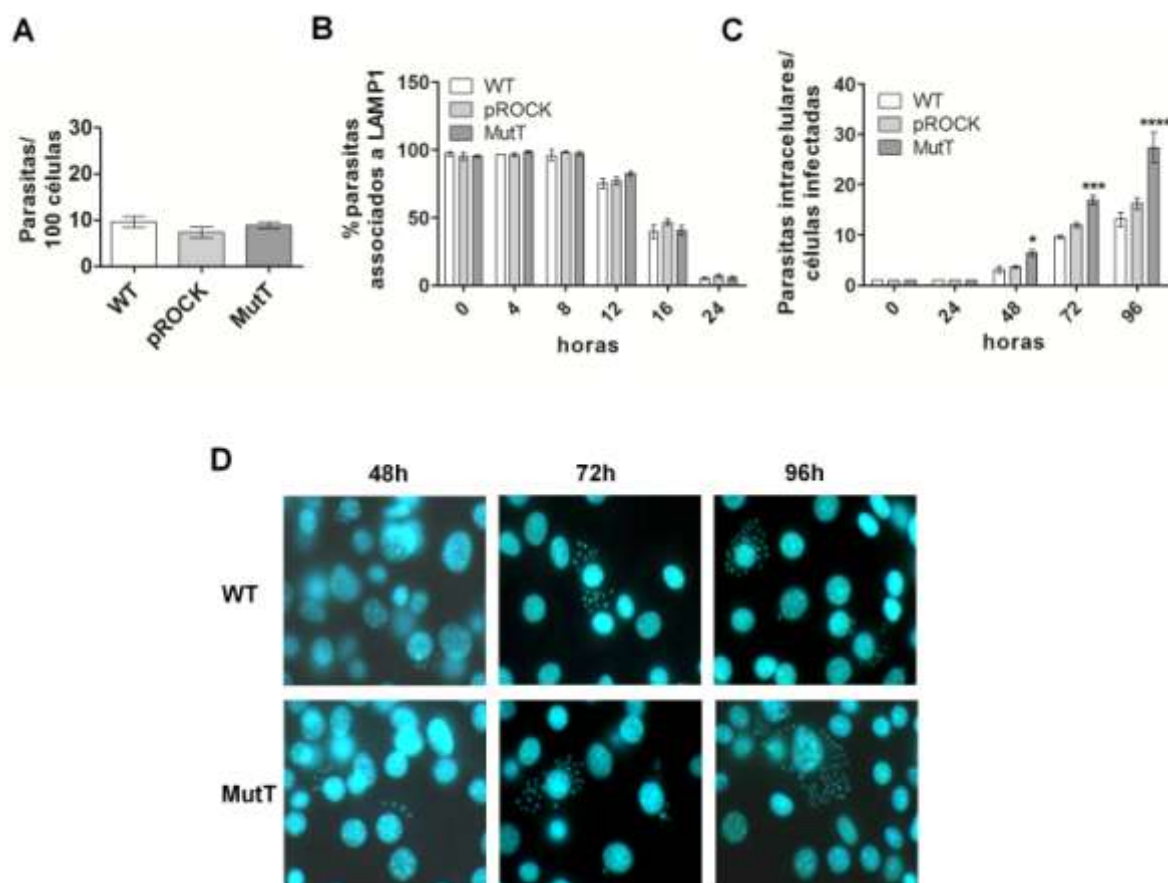 A
Parasitas/
100 células
30
20
10
0
WT
pROCK
MutT
B
% parasitas
associados a LAMP1
150
100
50
0
WT
pROCK
MutT
0
4
8
12
16
24
horas
C
Parasitas intracelulares/
células infectadas
40
30
20
10
0
WT
pROCK
MutT
*
***
****
0
24
48
72
96
horas
D
48h
72h
96h
WT
MutT